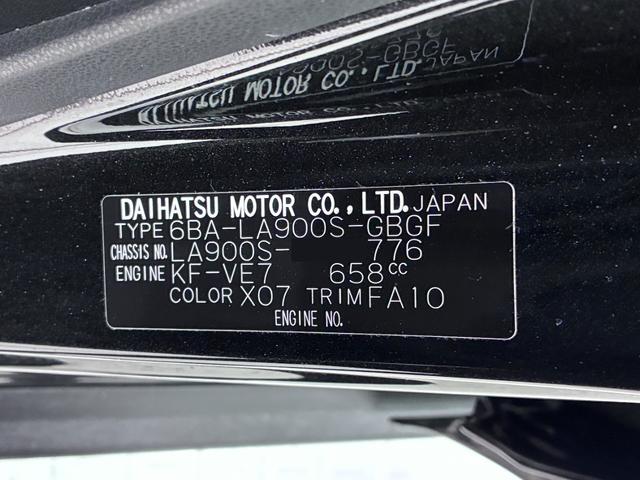 DAIHATSU MOTOR CO.,LTD. JAPAN
TYPE 6BA-LA900S-GBGF
CHASSIS NO. LA900S- 776
ENGINE KF-VE7 658CC
COLOR X07 TRIM FA10
ENGINE NO.